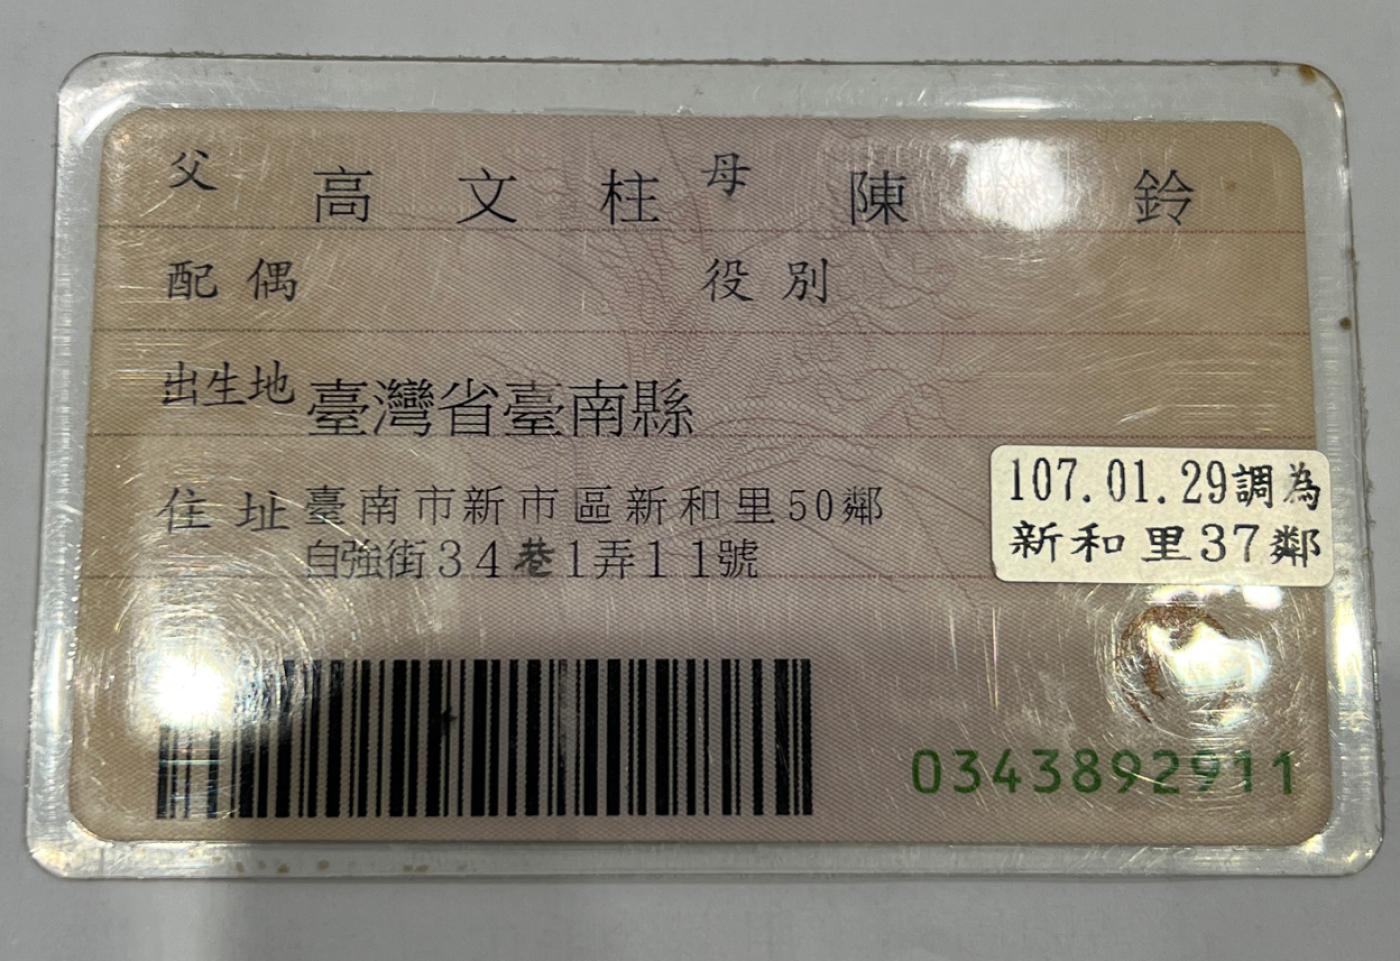 父 高文柱 母 陳 鈴
配偶 役別
出生地 臺灣省臺南縣
住址 臺南市新市區新和里50鄰
自強街34巷1弄11號
107.01.29調為
新和里37鄰
0343892911